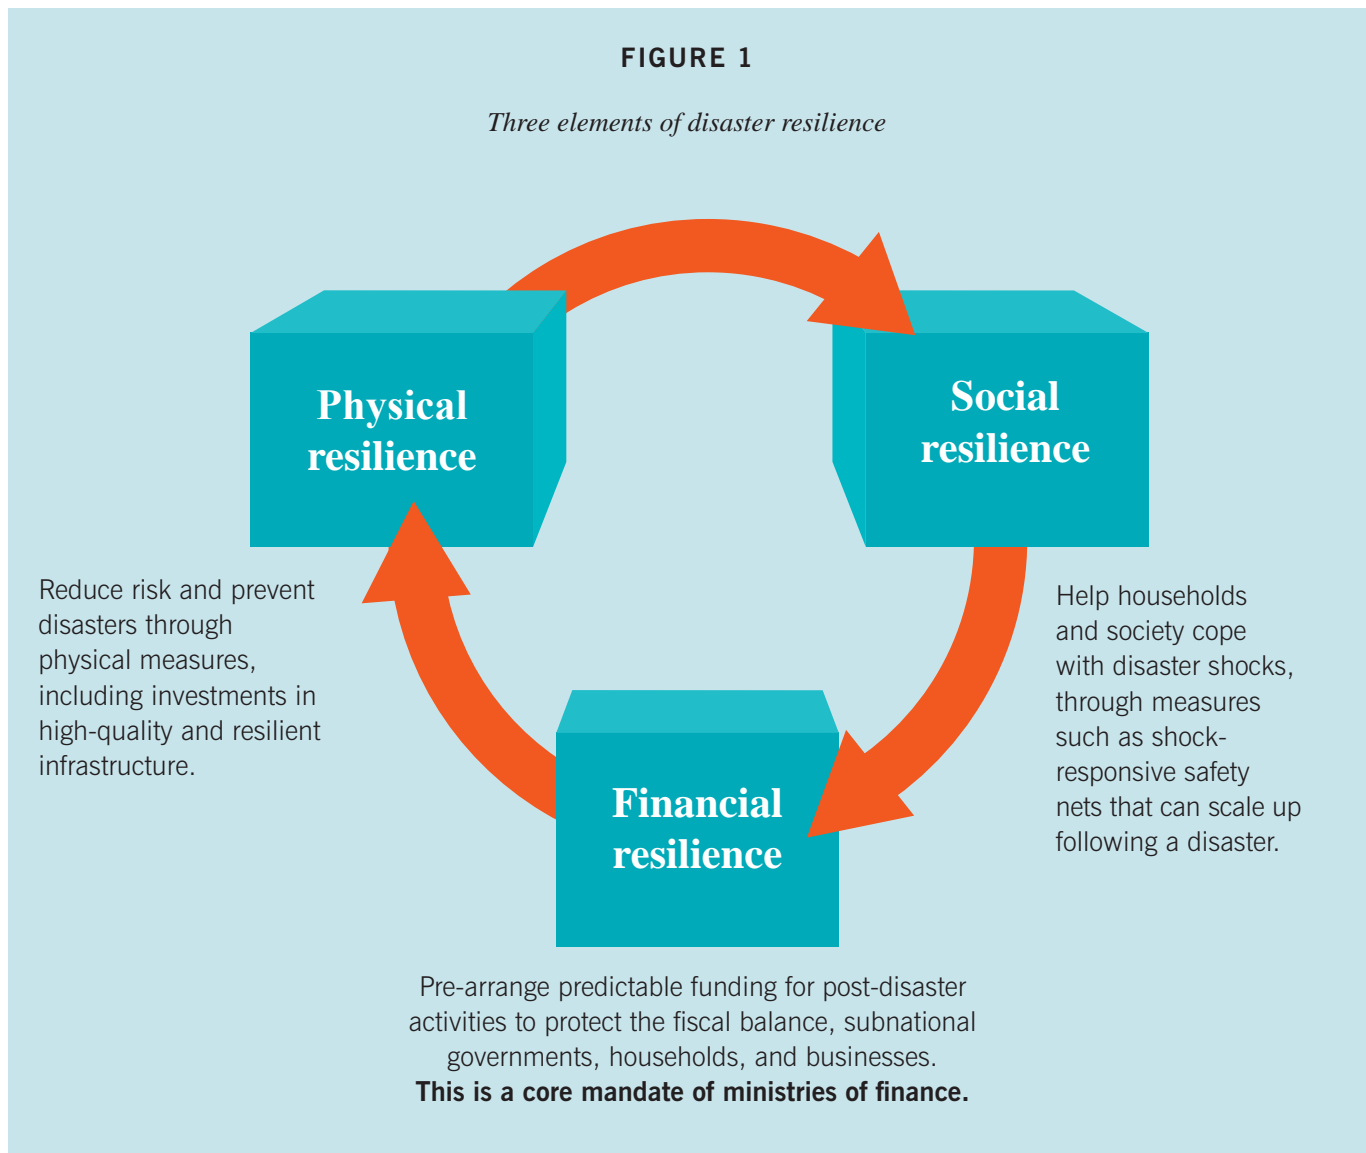 FIGURE 1
Three elements of disaster resilience
Physical
resilience
Social
resilience
Reduce risk and prevent
disasters through
physical measures,
including investments in
high-quality and resilient
infrastructure.
Help households
and society cope
with disaster shocks,
through measures
such as shock-
responsive safety
nets that can scale up
following a disaster.
Financial
resilience
Pre-arrange predictable funding for post-disaster
activities to protect the fiscal balance, subnational
governments, households, and businesses.
This is a core mandate of ministries of finance.